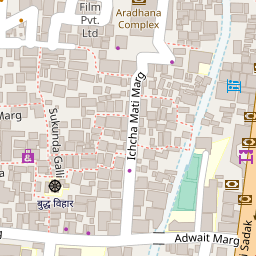 Film
Pvt.
Ltd
Aradhana
Complex
Ichcha Mati Marg
Marg
Sukunda Galli
बुद्ध विहार
Adwait Marg
Sadak